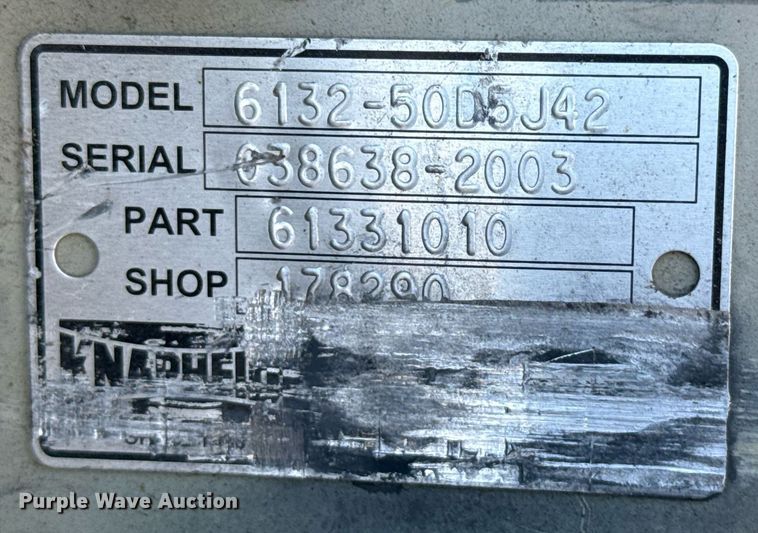 MODEL 6132-50D5J42
SERIAL 038638-2003
PART 61331010
SHOP 178290
KNAPHEI
Purple Wave Auction